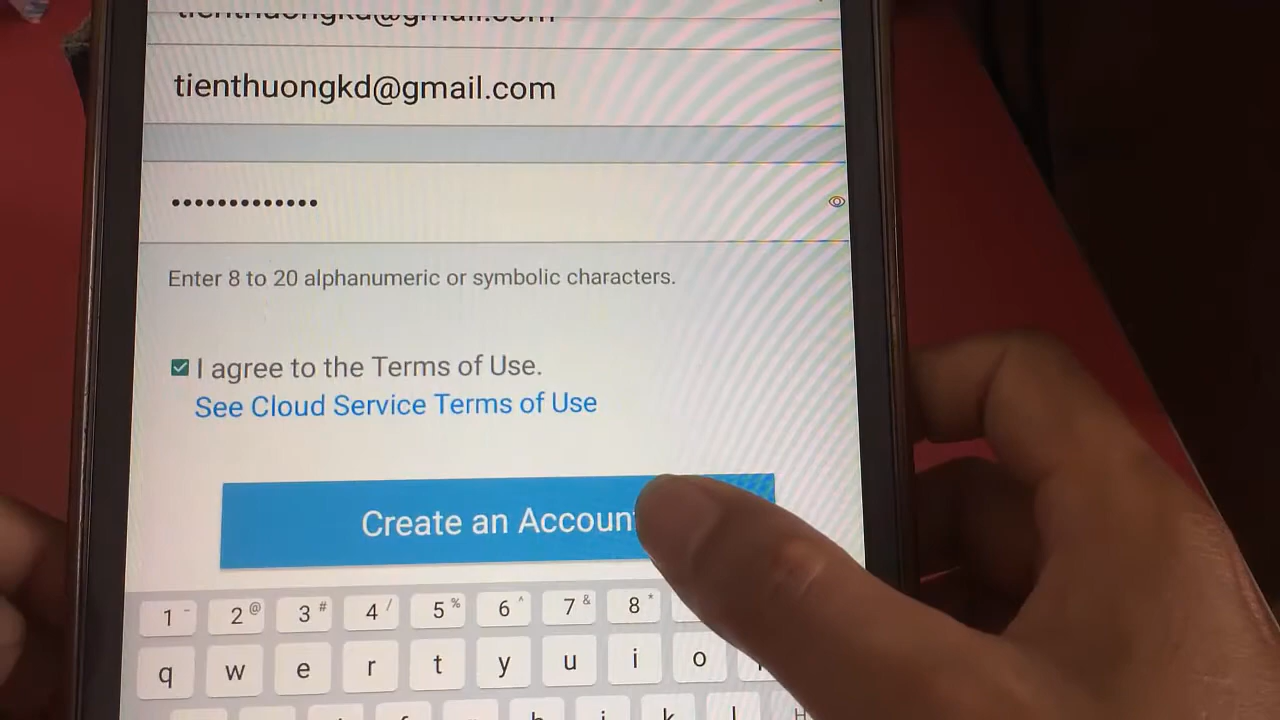 tienthuongkd@gmail.com
tienthuongkd@gmail.com
•••••••••••••
Enter 8 to 20 alphanumeric or symbolic characters.
I agree to the Terms of Use.
See Cloud Service Terms of Use
Create an Account
1 - 2 @ 3 # 4 / 5 % 6 ^ 7 & 8 *
q w e r t y u i o